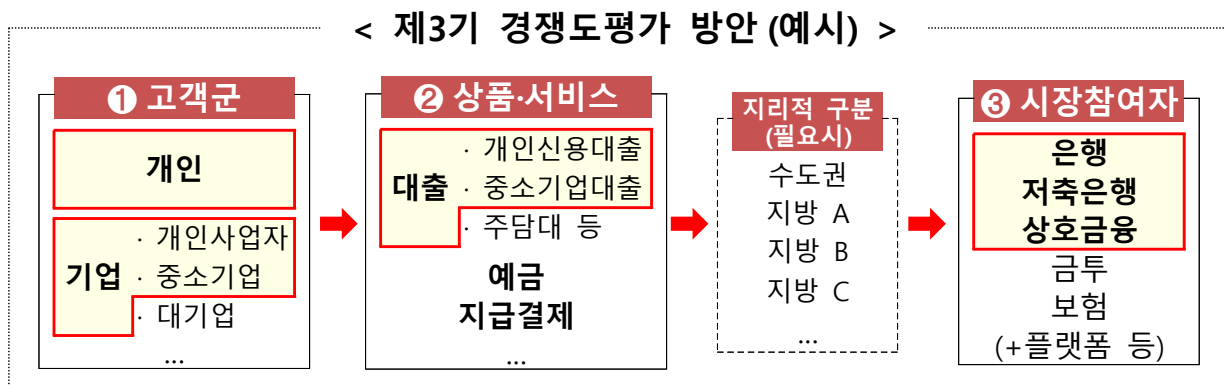 < 제3기 경쟁도평가 방안 (예시) >
❶ 고객군
개인
기업
· 개인사업자
· 중소기업
· 대기업
...
❷ 상품·서비스
대출
· 개인신용대출
· 중소기업대출
· 주담대 등
예금
지급결제
...
지리적 구분
(필요시)
수도권
지방 A
지방 B
지방 C
...
❸ 시장참여자
은행
저축은행
상호금융
금투
보험
(+플랫폼 등)